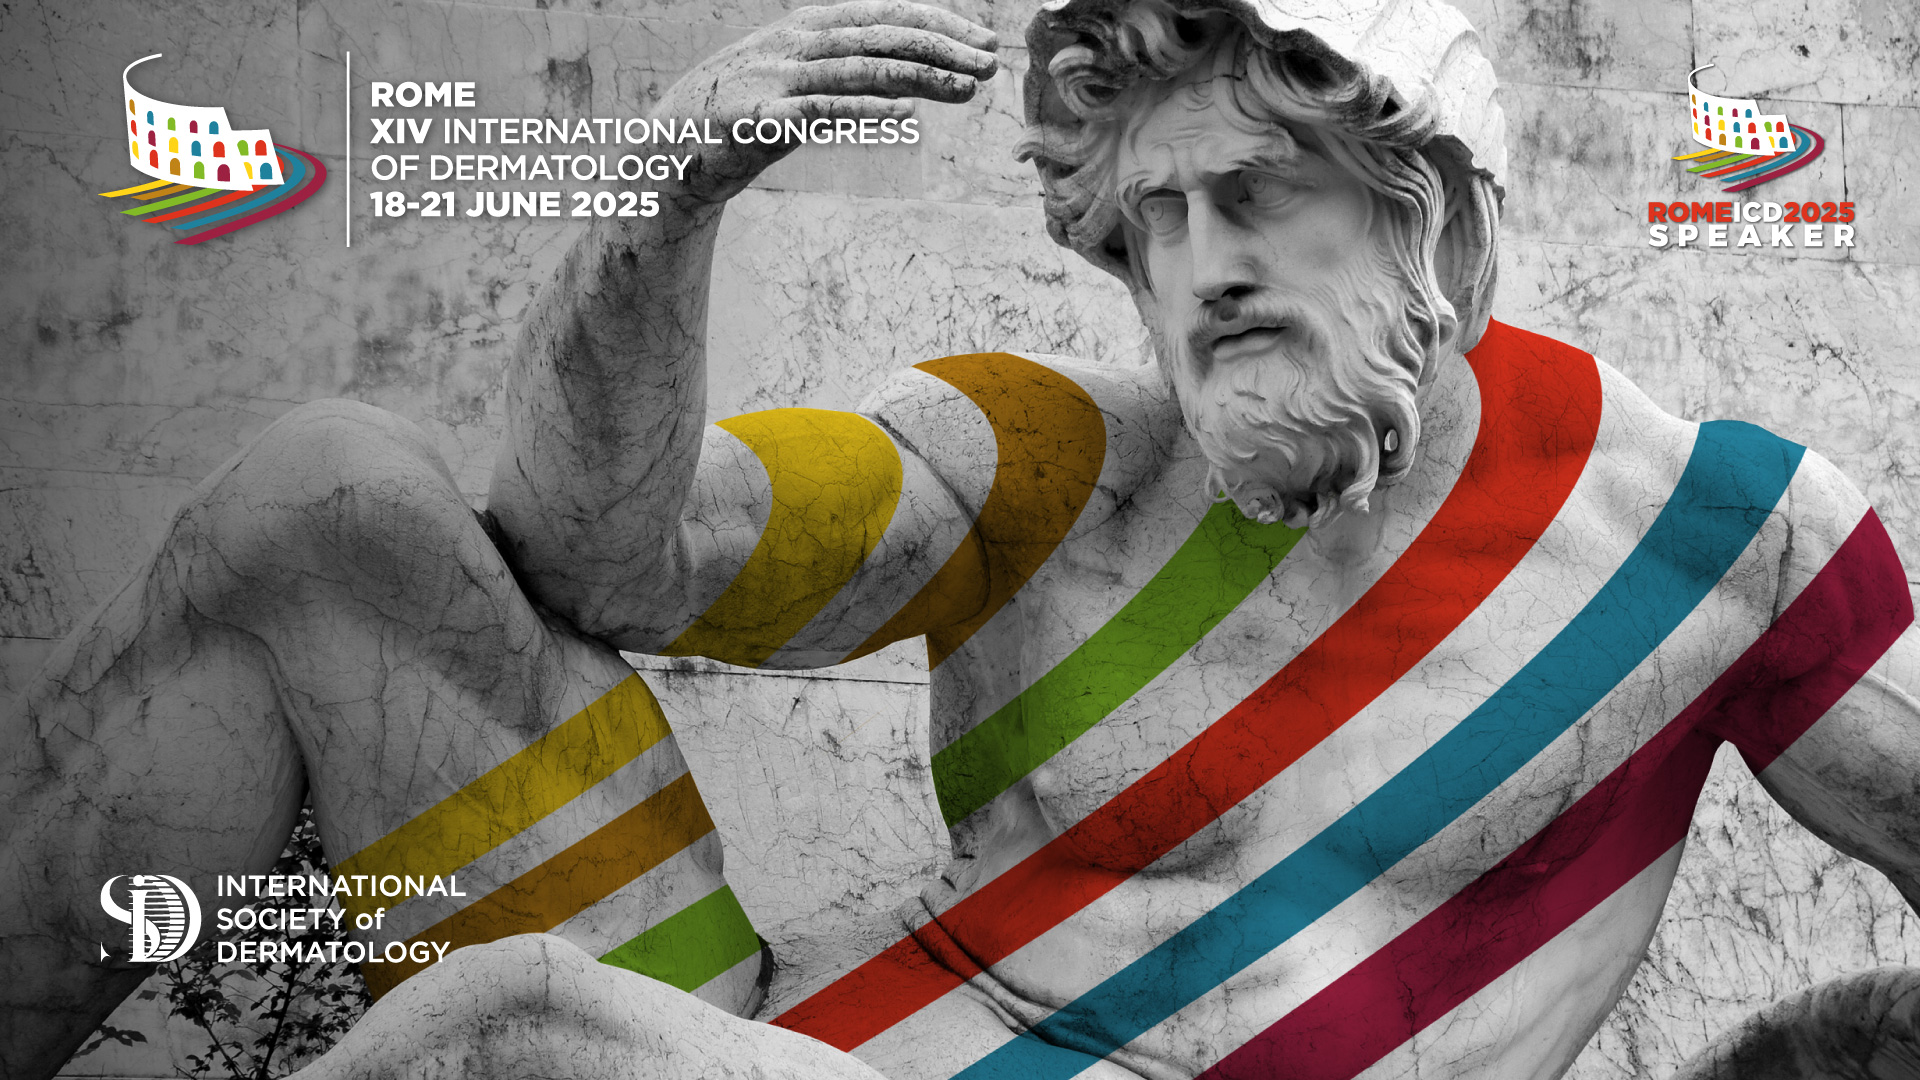 ROME
XIV INTERNATIONAL CONGRESS
OF DERMATOLOGY
18-21 JUNE 2025
ROMEICD2025
SPEAKER
INTERNATIONAL
SOCIETY of
DERMATOLOGY